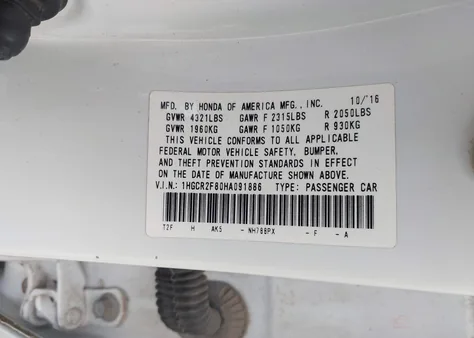 MFD. BY HONDA OF AMERICA MFG., INC. 10/'16
GVWR 4321LBS GAWR F 2315LBS R 2050LBS
GVWR 1960KG GAWR F 1050KG R 930KG
THIS VEHICLE CONFORMS TO ALL APPLICABLE
FEDERAL MOTOR VEHICLE SAFETY, BUMPER,
AND THEFT PREVENTION STANDARDS IN EFFECT
ON THE DATE OF MANUFACTURE SHOWN ABOVE.
V.I.N.: 1HGCR2F80HA091886 TYPE: PASSENGER CAR
T2F H AK5 - NH788PX - F - A